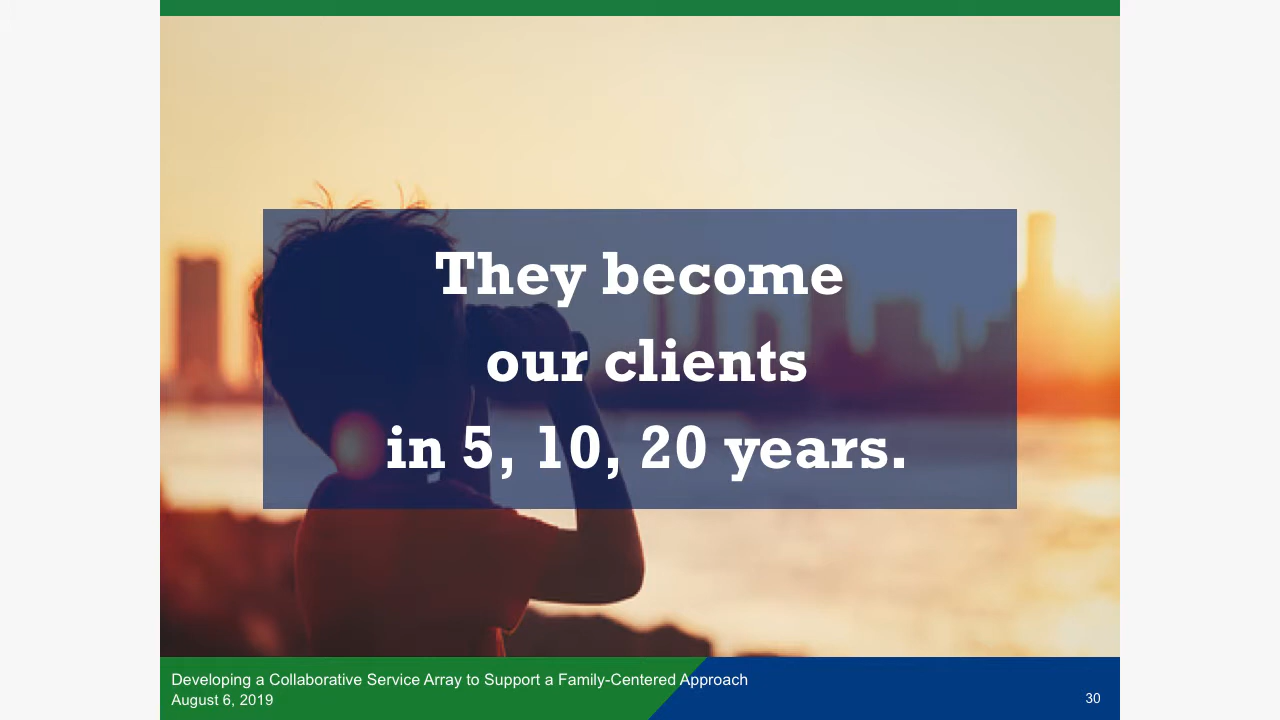 They become
our clients
in 5, 10, 20 years.
Developing a Collaborative Service Array to Support a Family-Centered Approach
August 6, 2019
30